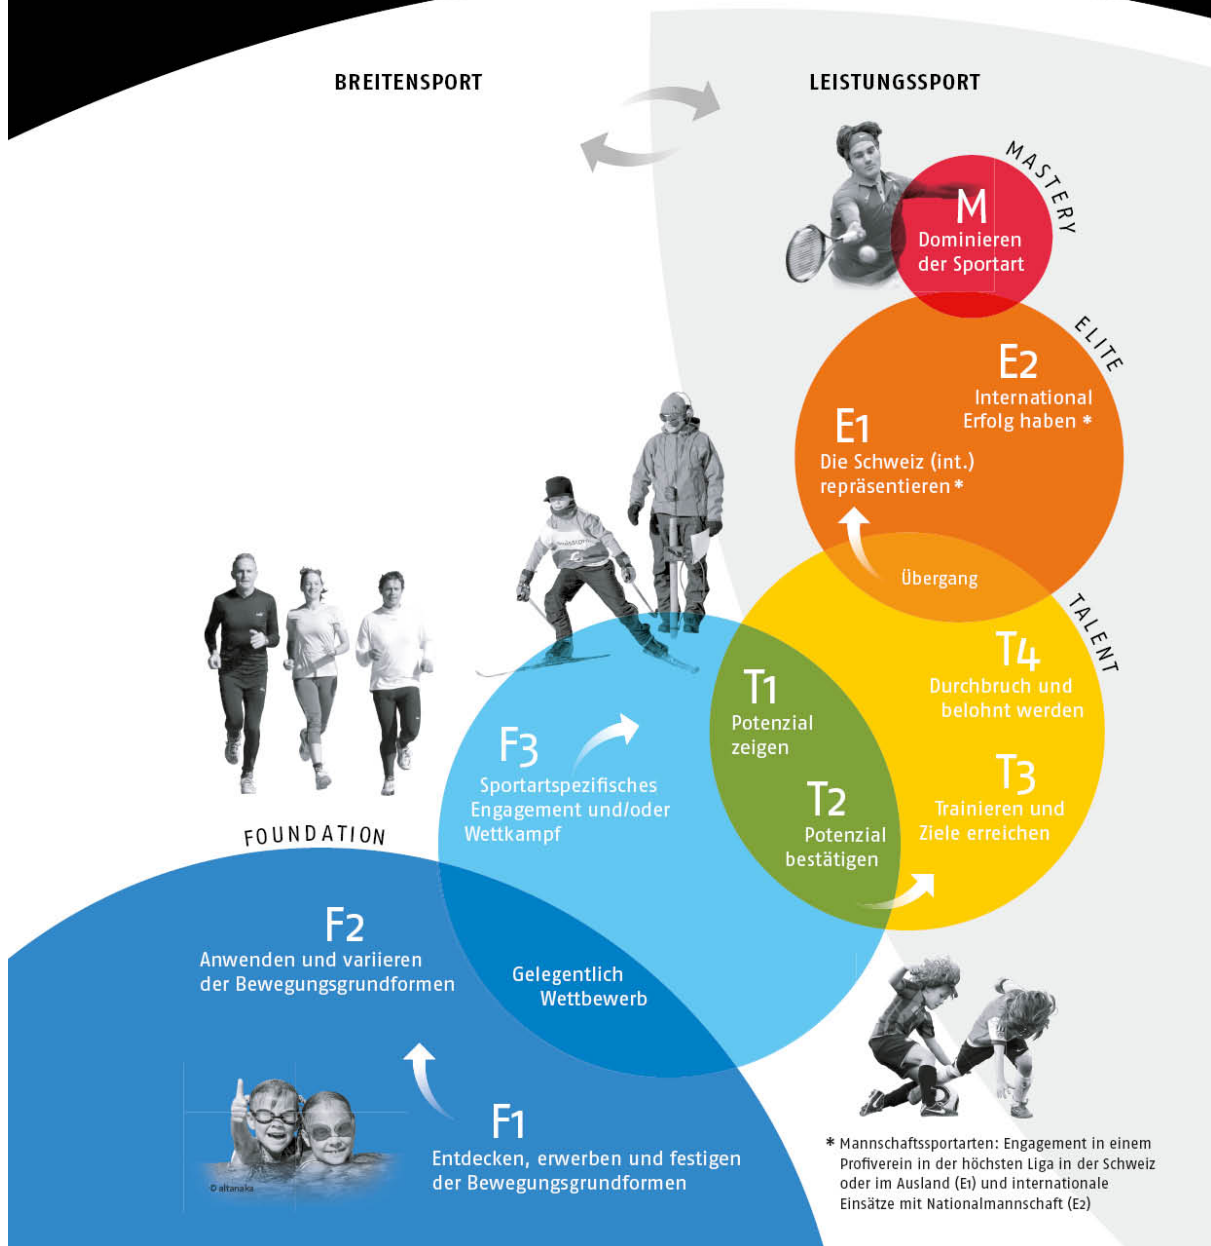 BREITENSPORT
LEISTUNGSSPORT
MASTERY
M
Dominieren
der Sportart
ELITE
E2
International
Erfolg haben *
E1
Die Schweiz (int.)
repräsentieren *
Übergang
TALENT
T4
Durchbruch und
belohnt werden
T1
Potenzial
zeigen
T3
Trainieren und
Ziele erreichen
T2
Potenzial
bestätigen
F3
Sportartspezifisches
Engagement und/oder
Wettkampf
FOUNDATION
F2
Anwenden und variieren
der Bewegungsgrundformen
Gelegentlich
Wettbewerb
F1
Entdecken, erwerben und festigen
der Bewegungsgrundformen
© altanaka
* Mannschaftssportarten: Engagement in einem
Profiverein in der höchsten Liga in der Schweiz
oder im Ausland (E1) und internationale
Einsätze mit Nationalmannschaft (E2)